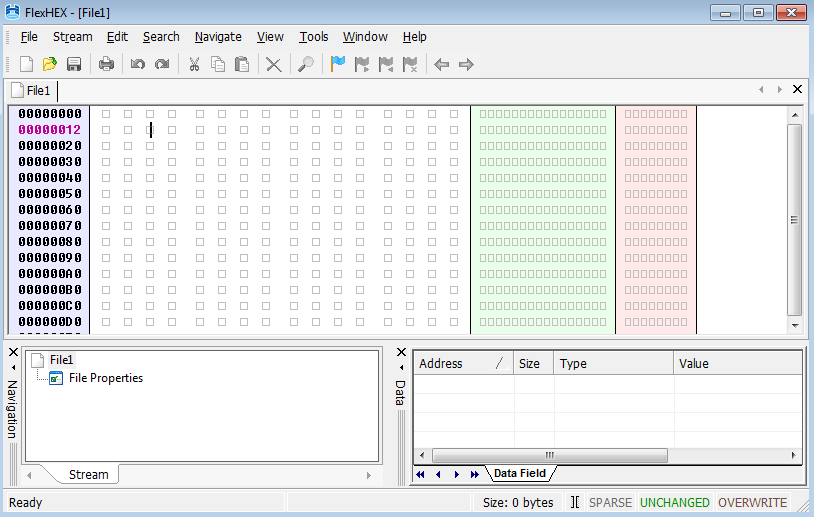 FlexHEX - [File1]
File Stream Edit Search Navigate View Tools Window Help
File1
00000000
00000012
00000020
00000030
00000040
00000050
00000060
00000070
00000080
00000090
000000A0
000000B0
000000C0
000000D0
Navigation
File1
File Properties
Stream
Data
Address Size Type Value
Data Field
Ready Size: 0 bytes ][ SPARSE UNCHANGED OVERWRITE